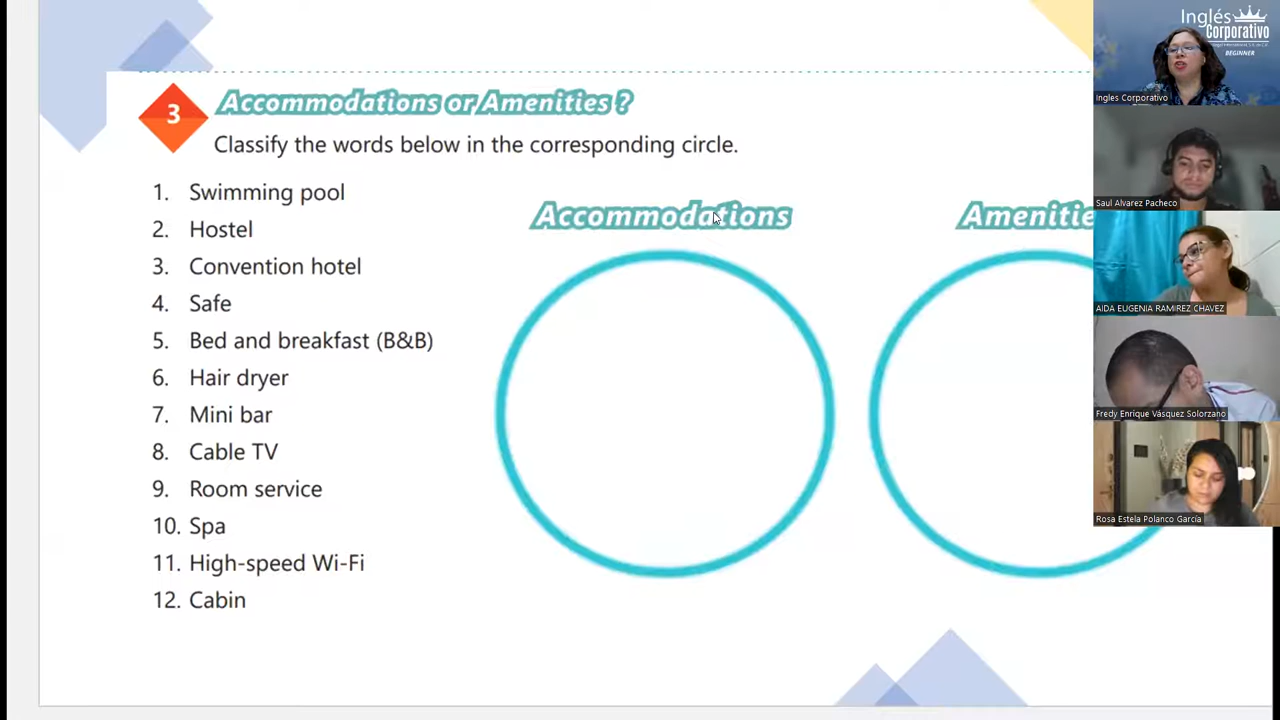 3
Accommodations or Amenities ?
Classify the words below in the corresponding circle.
1. Swimming pool
2. Hostel
3. Convention hotel
4. Safe
5. Bed and breakfast (B&B)
6. Hair dryer
7. Mini bar
8. Cable TV
9. Room service
10. Spa
11. High-speed Wi-Fi
12. Cabin
Accommodations
Amenitie
Inglés
Corporativo
BEGINNER
Ingles Corporativo
Saul Alvarez Pacheco
AIDA EUGENIA RAMIREZ CHAVEZ
Fredy Enrique Vásquez Solorzano
Rosa Estela Polanco García